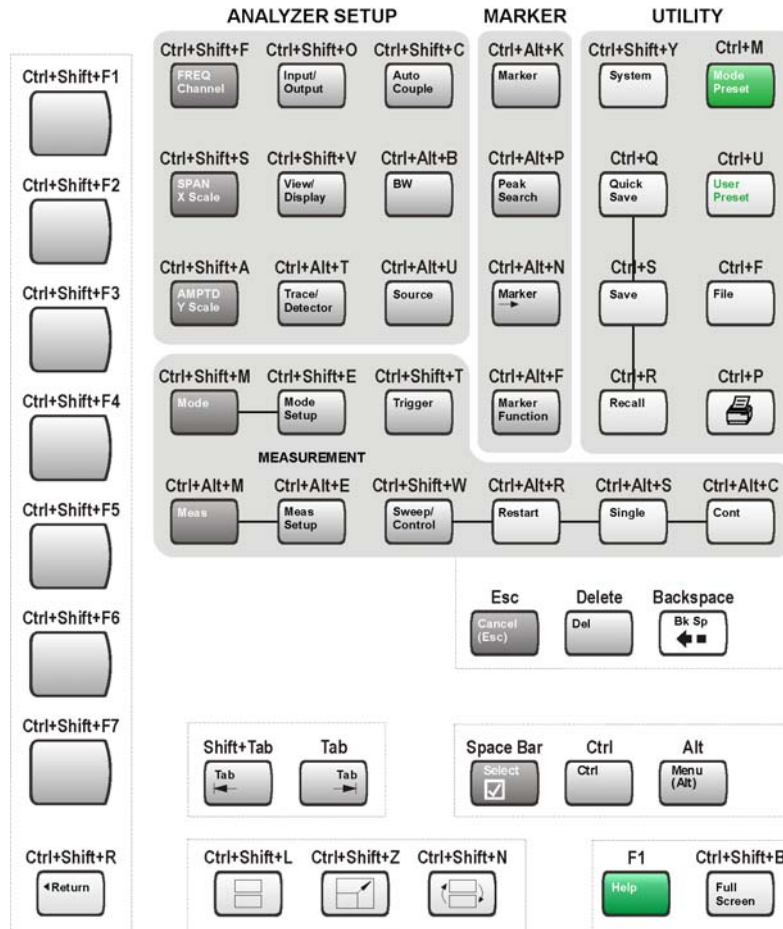 ANALYZER SETUP MARKER UTILITY
Ctrl+Shift+F1
Ctrl+Shift+F2
Ctrl+Shift+F3
Ctrl+Shift+F4
Ctrl+Shift+F5
Ctrl+Shift+F6
Ctrl+Shift+F7
Ctrl+Shift+R
Return
Ctrl+Shift+F Ctrl+Shift+O Ctrl+Shift+C Ctrl+Alt+K Ctrl+Shift+Y Ctrl+M
FREQ Input/ Auto Marker System Mode
Channel Output Couple Preset
Ctrl+Shift+S Ctrl+Shift+V Ctrl+Alt+B Ctrl+Alt+P Ctrl+Q Ctrl+U
SPAN View/ BW Peak Quick User
X Scale Display Search Save Preset
Ctrl+Shift+A Ctrl+Alt+T Ctrl+Alt+U Ctrl+Alt+N Ctrl+S Ctrl+F
AMPTD Trace/ Source Marker Save File
Y Scale Detector
Ctrl+Shift+M Ctrl+Shift+E Ctrl+Shift+T Ctrl+Alt+F Ctrl+R Ctrl+P
Mode Mode Trigger Marker Recall
Setup Function
MEASUREMENT
Ctrl+Alt+M Ctrl+Alt+E Ctrl+Shift+W Ctrl+Alt+R Ctrl+Alt+S Ctrl+Alt+C
Meas Meas Sweep/ Restart Single Cont
Setup Control
Esc Delete Backspace
Cancel Del Bk Sp
(Esc)
Shift+Tab Tab Space Bar Ctrl Alt
Tab Tab Select Ctrl Menu
(Alt)
Ctrl+Shift+L Ctrl+Shift+Z Ctrl+Shift+N F1 Ctrl+Shift+B
Help Full
Screen